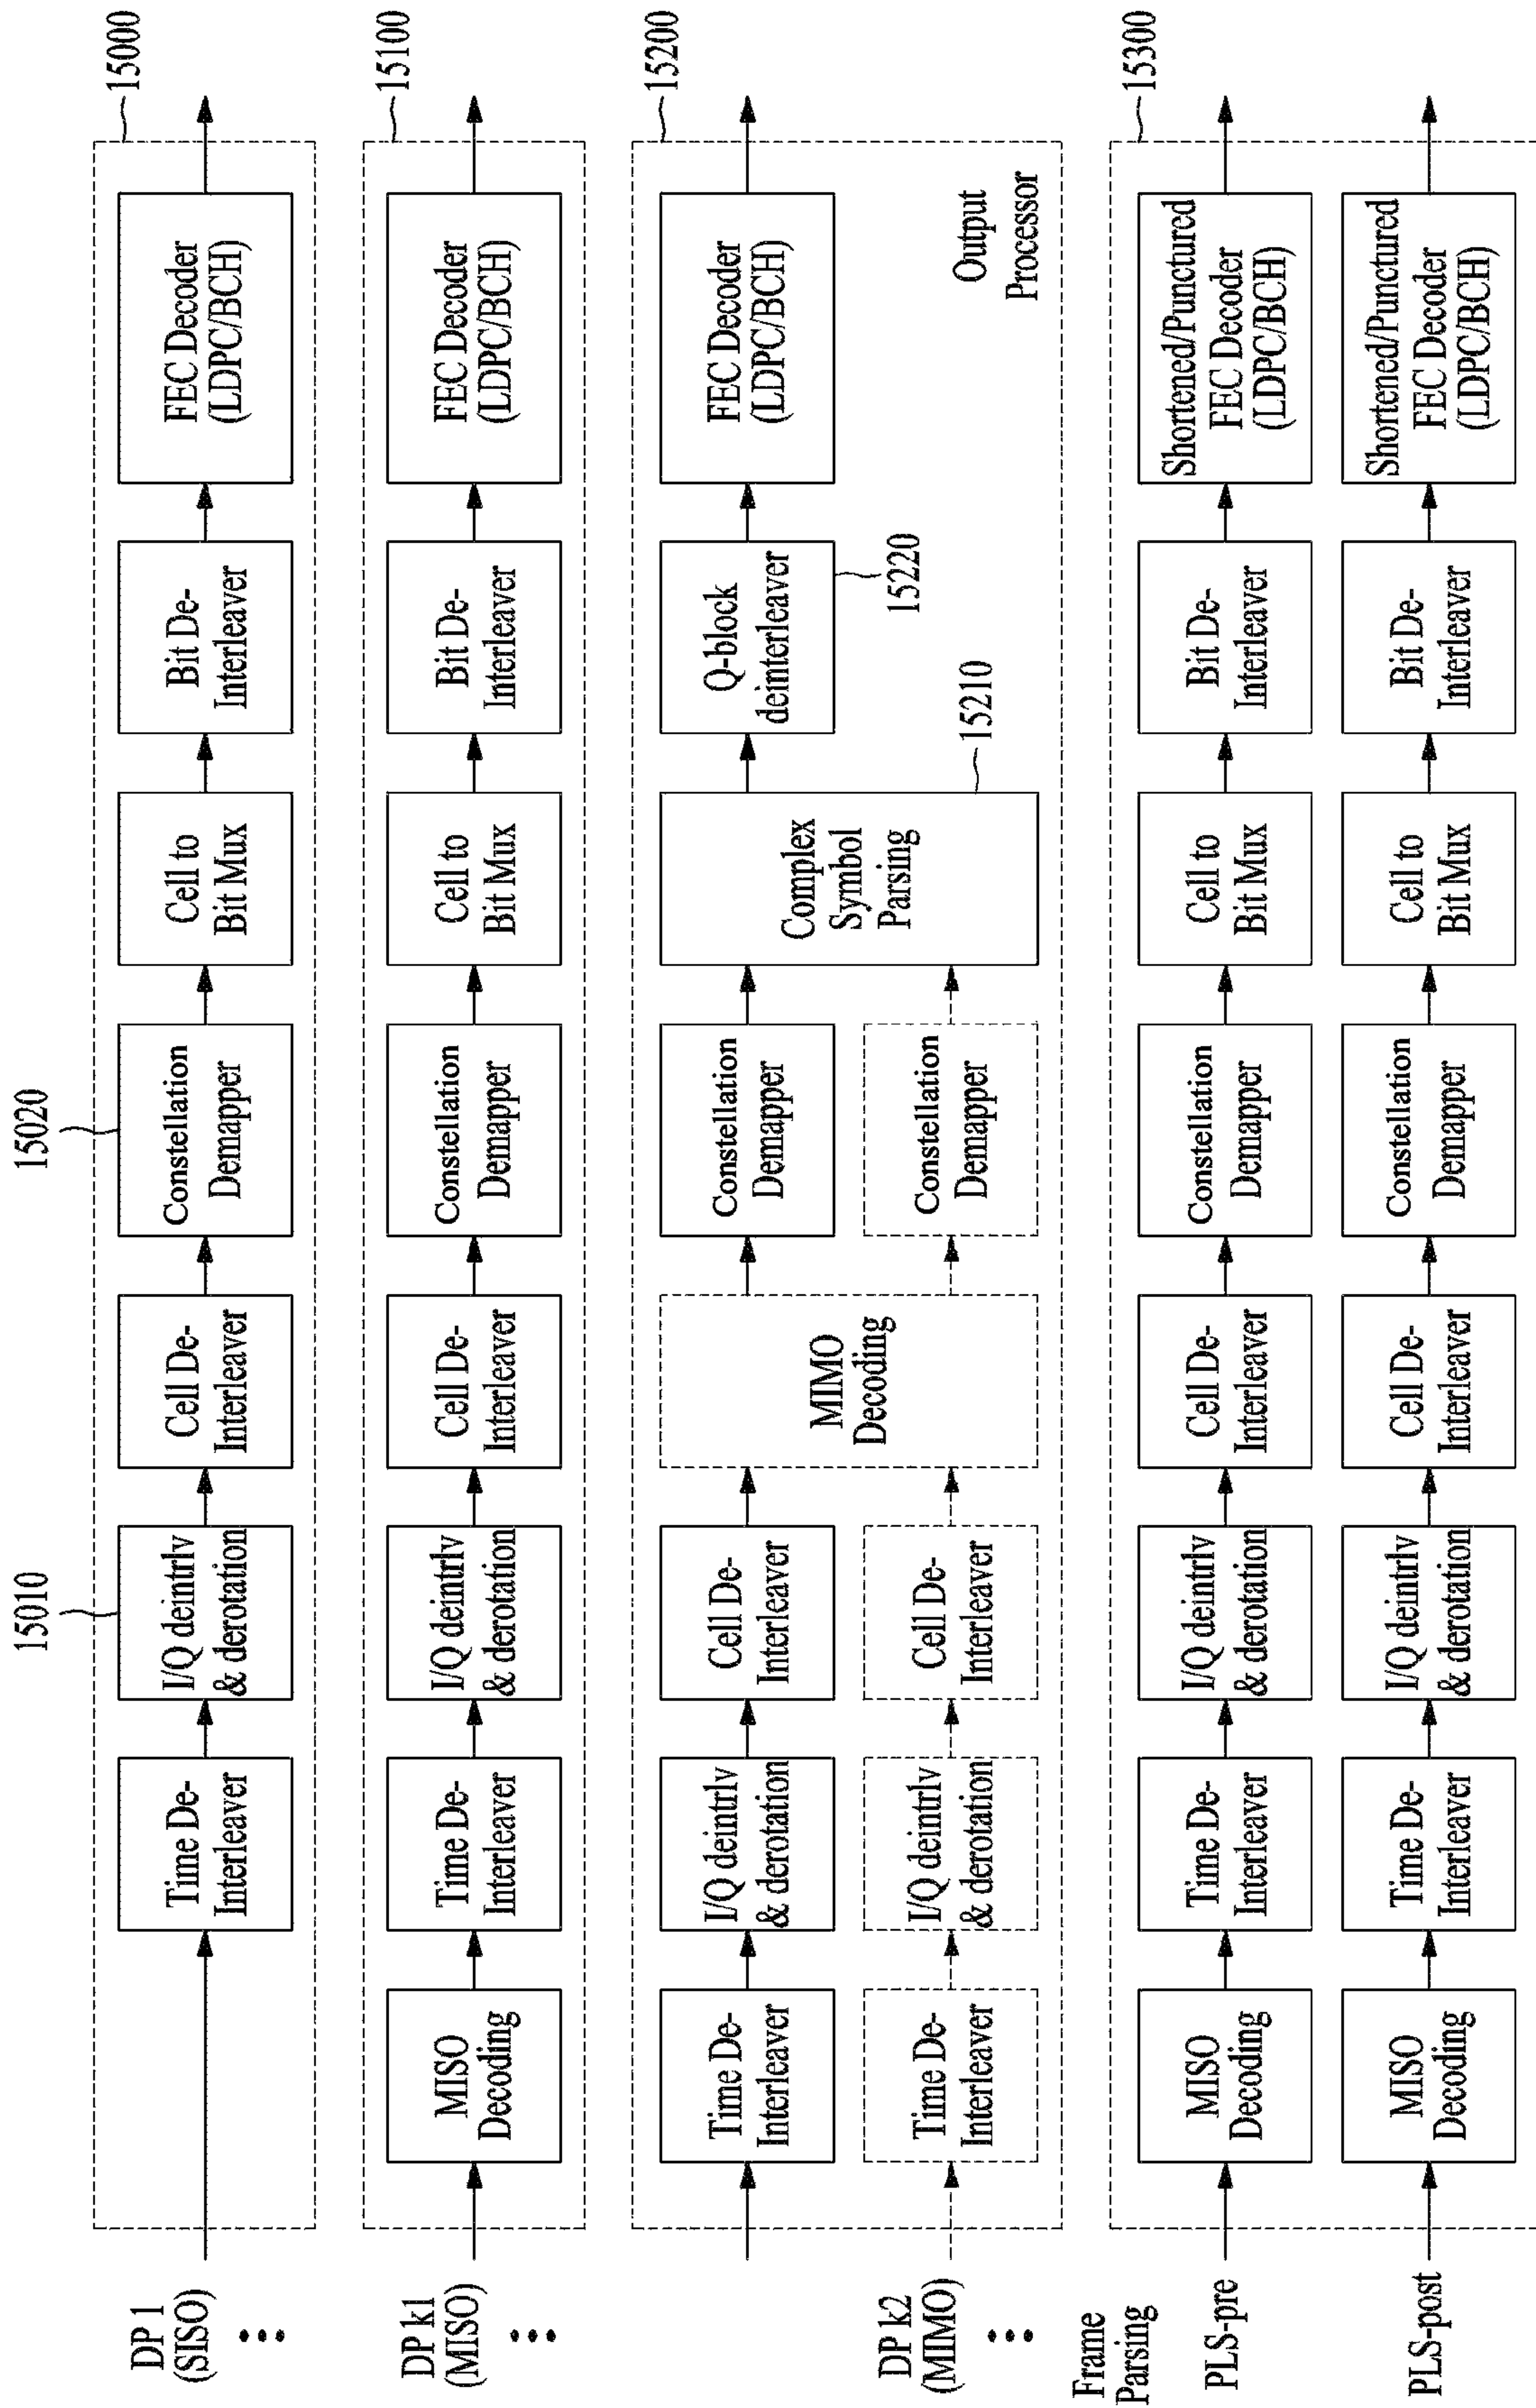 DP 1
(SISO)
15000
Time De-
Interleaver
I/Q deintrlv
& derotation
15010
Cell De-
Interleaver
Constellation
Demapper
15020
Cell to
Bit Mux
Bit De-
Interleaver
FEC Decoder
(LDPC/BCH)
DP k1
(MISO)
15100
MISO
Decoding
Time De-
Interleaver
I/Q deintrlv
& derotation
Cell De-
Interleaver
Constellation
Demapper
Cell to
Bit Mux
Bit De-
Interleaver
FEC Decoder
(LDPC/BCH)
15200
Time De-
Interleaver
I/Q deintrlv
& derotation
Cell De-
Interleaver
MIMO
Decoding
Constellation
Demapper
Complex
Symbol
Parsing
15210
Q-block
deinterleaver
15220
FEC Decoder
(LDPC/BCH)
DP k2
(MIMO)
Time De-
Interleaver
I/Q deintrlv
& derotation
Cell De-
Interleaver
Constellation
Demapper
Output
Processor
Frame
Parsing
15300
PLS-pre
MISO
Decoding
Time De-
Interleaver
I/Q deintrlv
& derotation
Cell De-
Interleaver
Constellation
Demapper
Cell to
Bit Mux
Bit De-
Interleaver
Shortened/Punctured
FEC Decoder
(LDPC/BCH)
PLS-post
MISO
Decoding
Time De-
Interleaver
I/Q deintrlv
& derotation
Cell De-
Interleaver
Constellation
Demapper
Cell to
Bit Mux
Bit De-
Interleaver
Shortened/Punctured
FEC Decoder
(LDPC/BCH)